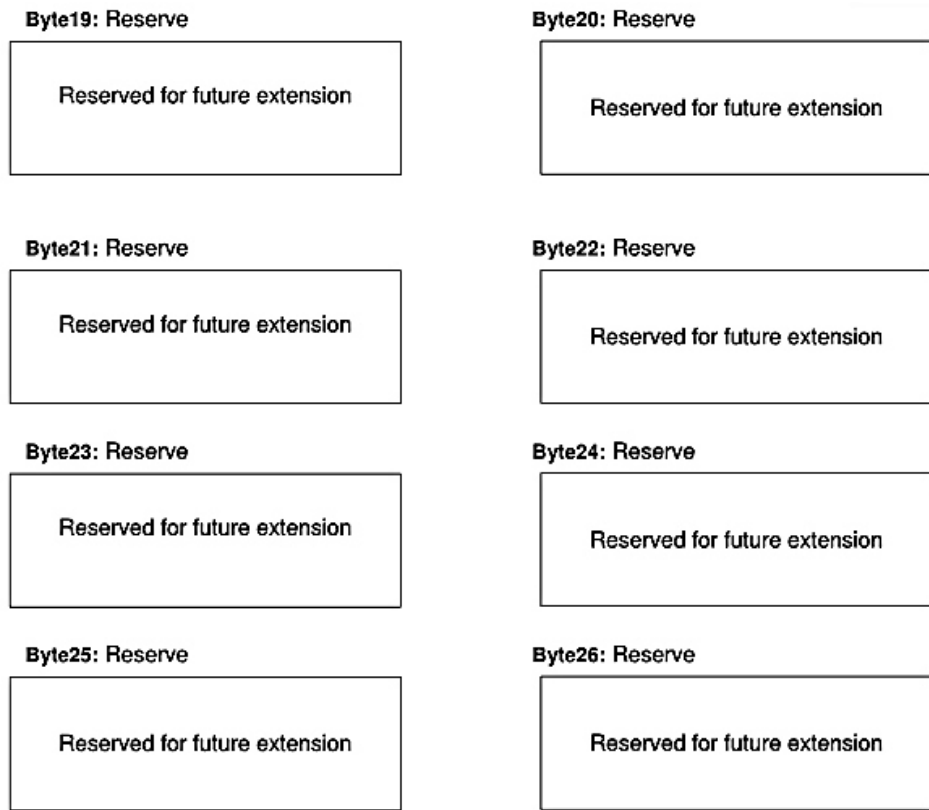 Byte19: Reserve
Byte20: Reserve
Reserved for future extension
Reserved for future extension
Byte21: Reserve
Byte22: Reserve
Reserved for future extension
Reserved for future extension
Byte23: Reserve
Byte24: Reserve
Reserved for future extension
Reserved for future extension
Byte25: Reserve
Byte26: Reserve
Reserved for future extension
Reserved for future extension